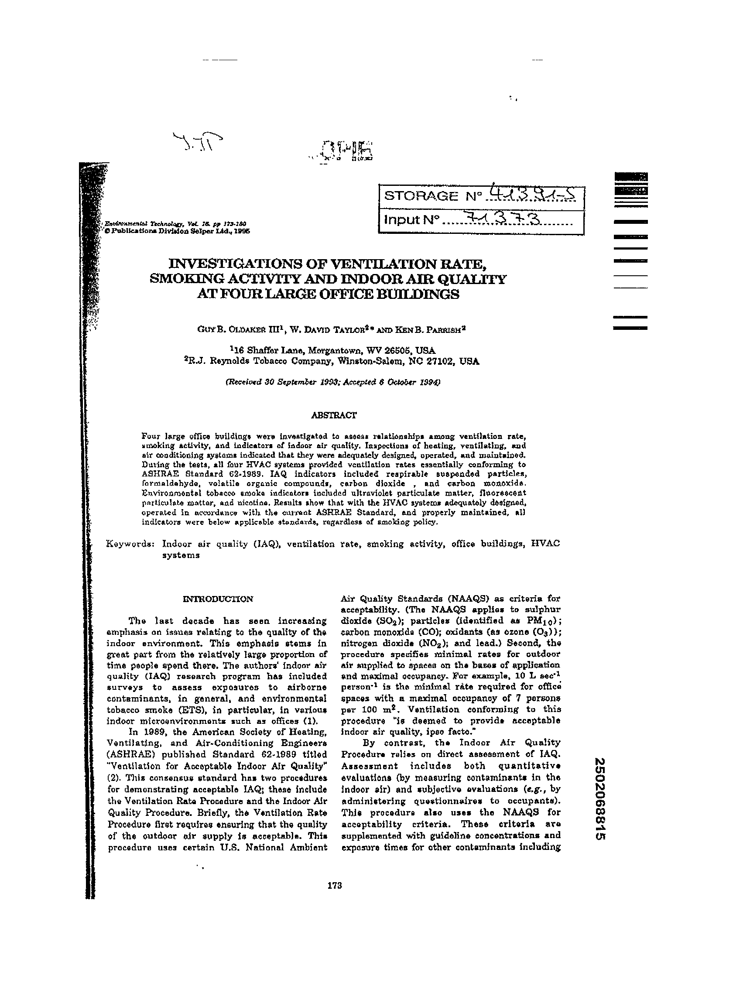 STORAGE Nº 41391-S
Input Nº 71373
Environmental Technology, Vol. 16. pp 173-180
© Publications Division Selper Ltd., 1995
INVESTIGATIONS OF VENTILATION RATE,
SMOKING ACTIVITY AND INDOOR AIR QUALITY
AT FOUR LARGE OFFICE BUILDINGS
GUY B. OLDAKER III¹, W. DAVID TAYLOR²* AND KEN B. PARRISH²
¹16 Shaffer Lane, Morgantown, WV 26505, USA
²R.J. Reynolds Tobacco Company, Winston-Salem, NC 27102, USA
(Received 30 September 1993; Accepted 6 October 1994)
ABSTRACT
Four large office buildings were investigated to assess relationships among ventilation rate,
smoking activity, and indicators of indoor air quality. Inspections of heating, ventilating, and
air conditioning systems indicated that they were adequately designed, operated, and maintained.
During the tests, all four HVAC systems provided ventilation rates essentially conforming to
ASHRAE Standard 62-1989. IAQ indicators included respirable suspended particles,
formaldehyde, volatile organic compounds, carbon dioxide , and carbon monoxide.
Environmental tobacco smoke indicators included ultraviolet particulate matter, fluorescent
particulate matter, and nicotine. Results show that with the HVAC systems adequately designed,
operated in accordance with the current ASHRAE Standard, and properly maintained, all
indicators were below applicable standards, regardless of smoking policy.
Keywords: Indoor air quality (IAQ), ventilation rate, smoking activity, office buildings, HVAC
systems
INTRODUCTION
The last decade has seen increasing
emphasis on issues relating to the quality of the
indoor environment. This emphasis stems in
great part from the relatively large proportion of
time people spend there. The authors' indoor air
quality (IAQ) research program has included
surveys to assess exposures to airborne
contaminants, in general, and environmental
tobacco smoke (ETS), in particular, in various
indoor microenvironments such as offices (1).
In 1989, the American Society of Heating,
Ventilating, and Air-Conditioning Engineers
(ASHRAE) published Standard 62-1989 titled
"Ventilation for Acceptable Indoor Air Quality"
(2). This consensus standard has two procedures
for demonstrating acceptable IAQ; these include
the Ventilation Rate Procedure and the Indoor Air
Quality Procedure. Briefly, the Ventilation Rate
Procedure first requires ensuring that the quality
of the outdoor air supply is acceptable. This
procedure uses certain U.S. National Ambient
Air Quality Standards (NAAQS) as criteria for
acceptability. (The NAAQS applies to sulphur
dioxide (SO₂); particles (identified as PM₁₀);
carbon monoxide (CO); oxidants (as ozone (O₃));
nitrogen dioxide (NO₂); and lead.) Second, the
procedure specifies minimal rates for outdoor
air supplied to spaces on the bases of application
and maximal occupancy. For example, 10 L sec⁻¹
person⁻¹ is the minimal rate required for office
spaces with a maximal occupancy of 7 persons
per 100 m². Ventilation conforming to this
procedure "is deemed to provide acceptable
indoor air quality, ipso facto."
By contrast, the Indoor Air Quality
Procedure relies on direct assessment of IAQ.
Assessment includes both quantitative
evaluations (by measuring contaminants in the
indoor air) and subjective evaluations (e.g., by
administering questionnaires to occupants).
This procedure also uses the NAAQS for
acceptability criteria. These criteria are
supplemented with guideline concentrations and
exposure times for other contaminants including
2502068815
173